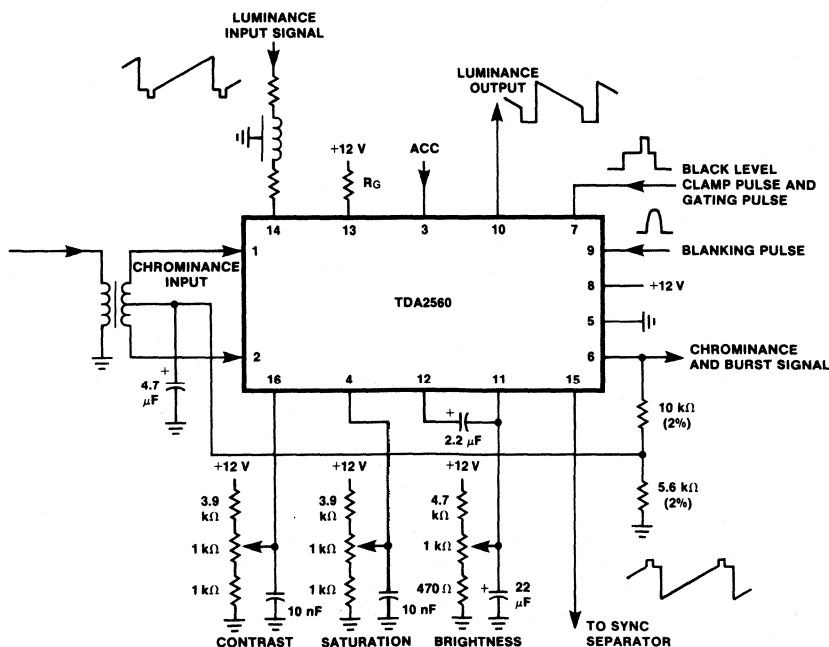 LUMINANCE
INPUT SIGNAL
LUMINANCE
OUTPUT
+12 V
ACC
RG
BLACK LEVEL
CLAMP PULSE AND
GATING PULSE
14
13
3
10
7
1
CHROMINANCE
INPUT
9
BLANKING PULSE
8
+12 V
TDA2560
5
2
6
CHROMINANCE
AND BURST SIGNAL
16
4
12
11
15
+
4.7
µF
+
2.2 µF
10 kΩ
(2%)
+12 V
+12 V
+12 V
5.6 kΩ
(2%)
3.9
kΩ
3.9
kΩ
4.7
kΩ
1 kΩ
1 kΩ
1 kΩ
1 kΩ
1 kΩ
470 Ω
+
22
µF
10 nF
10 nF
CONTRAST
SATURATION
BRIGHTNESS
TO SYNC
SEPARATOR